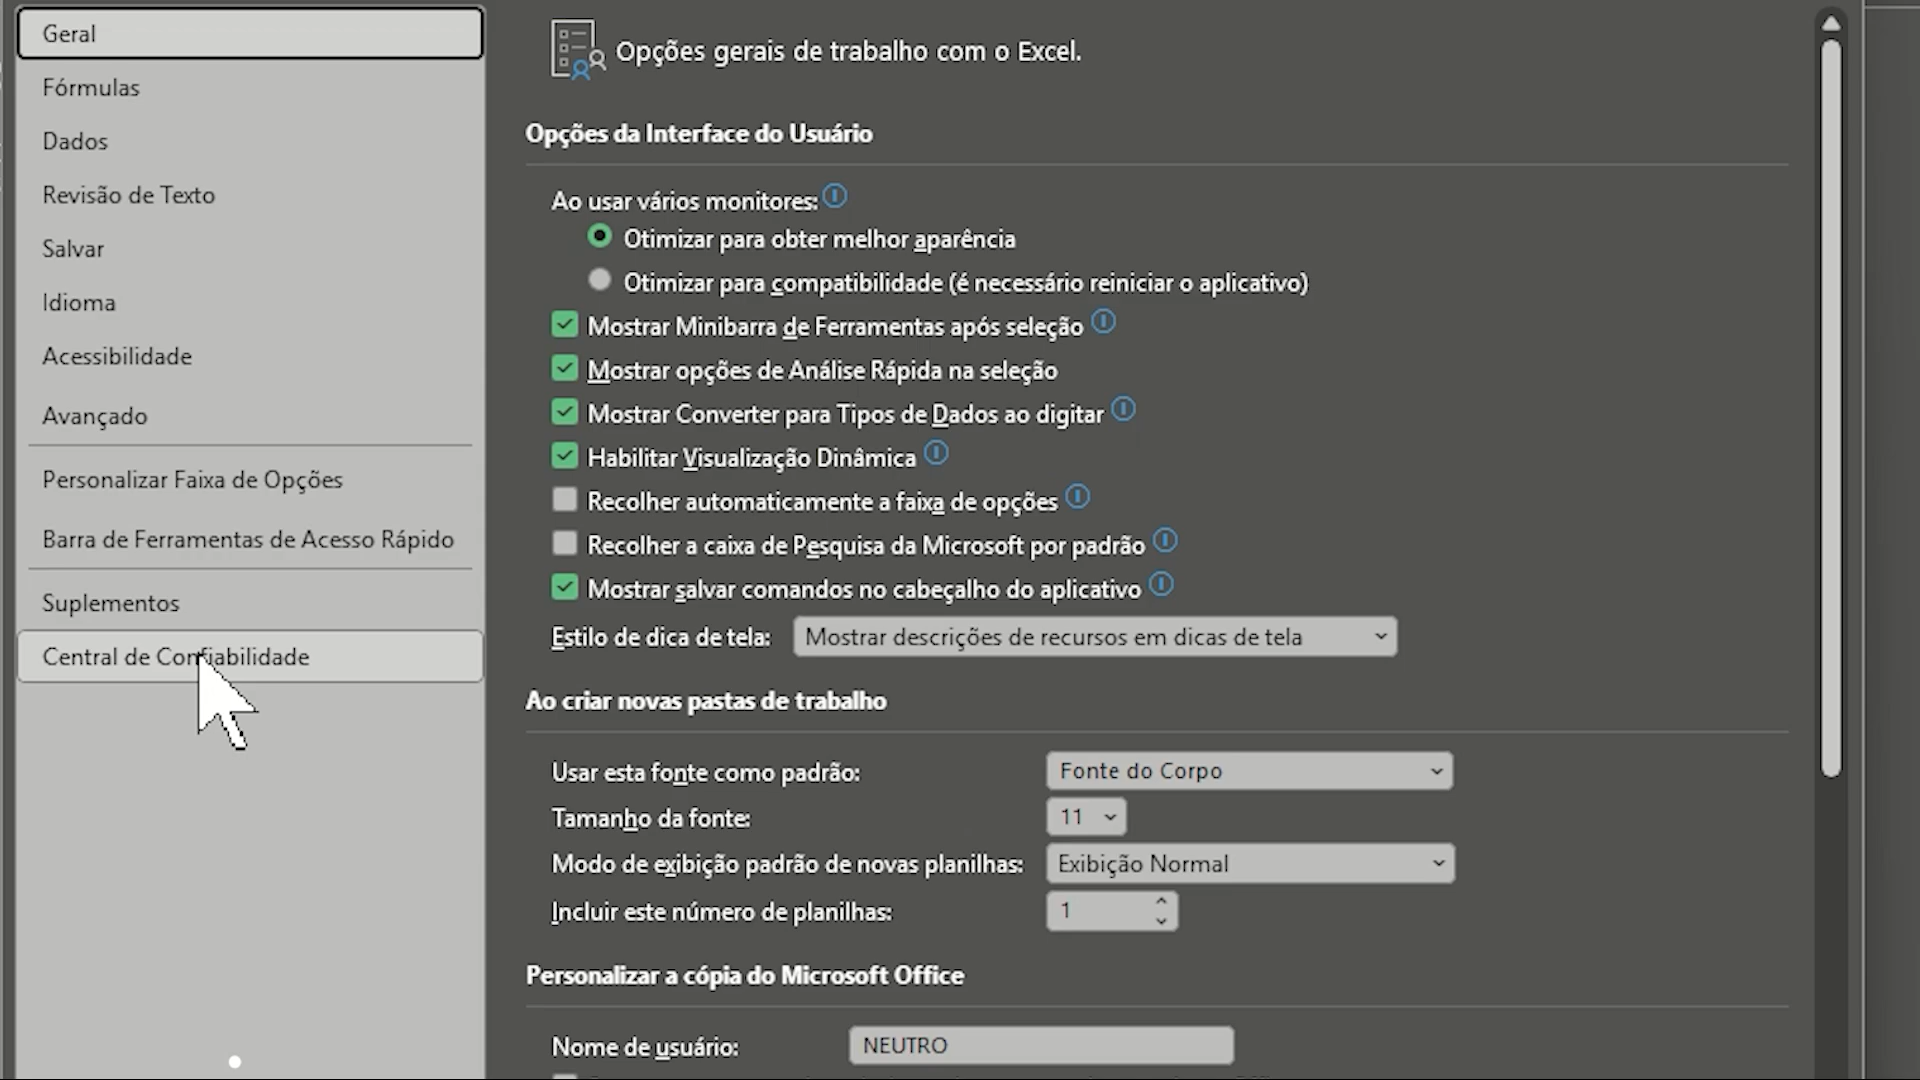 Geral
Fórmulas
Dados
Revisão de Texto
Salvar
Idioma
Acessibilidade
Avançado
Personalizar Faixa de Opções
Barra de Ferramentas de Acesso Rápido
Suplementos
Central de Confiabilidade
Opções gerais de trabalho com o Excel.
Opções da Interface do Usuário
Ao usar vários monitores:
Otimizar para obter melhor aparência
Otimizar para compatibilidade (é necessário reiniciar o aplicativo)
Mostrar Minibarra de Ferramentas após seleção
Mostrar opções de Análise Rápida na seleção
Mostrar Converter para Tipos de Dados ao digitar
Habilitar Visualização Dinâmica
Recolher automaticamente a faixa de opções
Recolher a caixa de Pesquisa da Microsoft por padrão
Mostrar salvar comandos no cabeçalho do aplicativo
Estilo de dica de tela: Mostrar descrições de recursos em dicas de tela
Ao criar novas pastas de trabalho
Usar esta fonte como padrão: Fonte do Corpo
Tamanho da fonte: 11
Modo de exibição padrão de novas planilhas: Exibição Normal
Incluir este número de planilhas: 1
Personalizar a cópia do Microsoft Office
Nome de usuário: NEUTRO